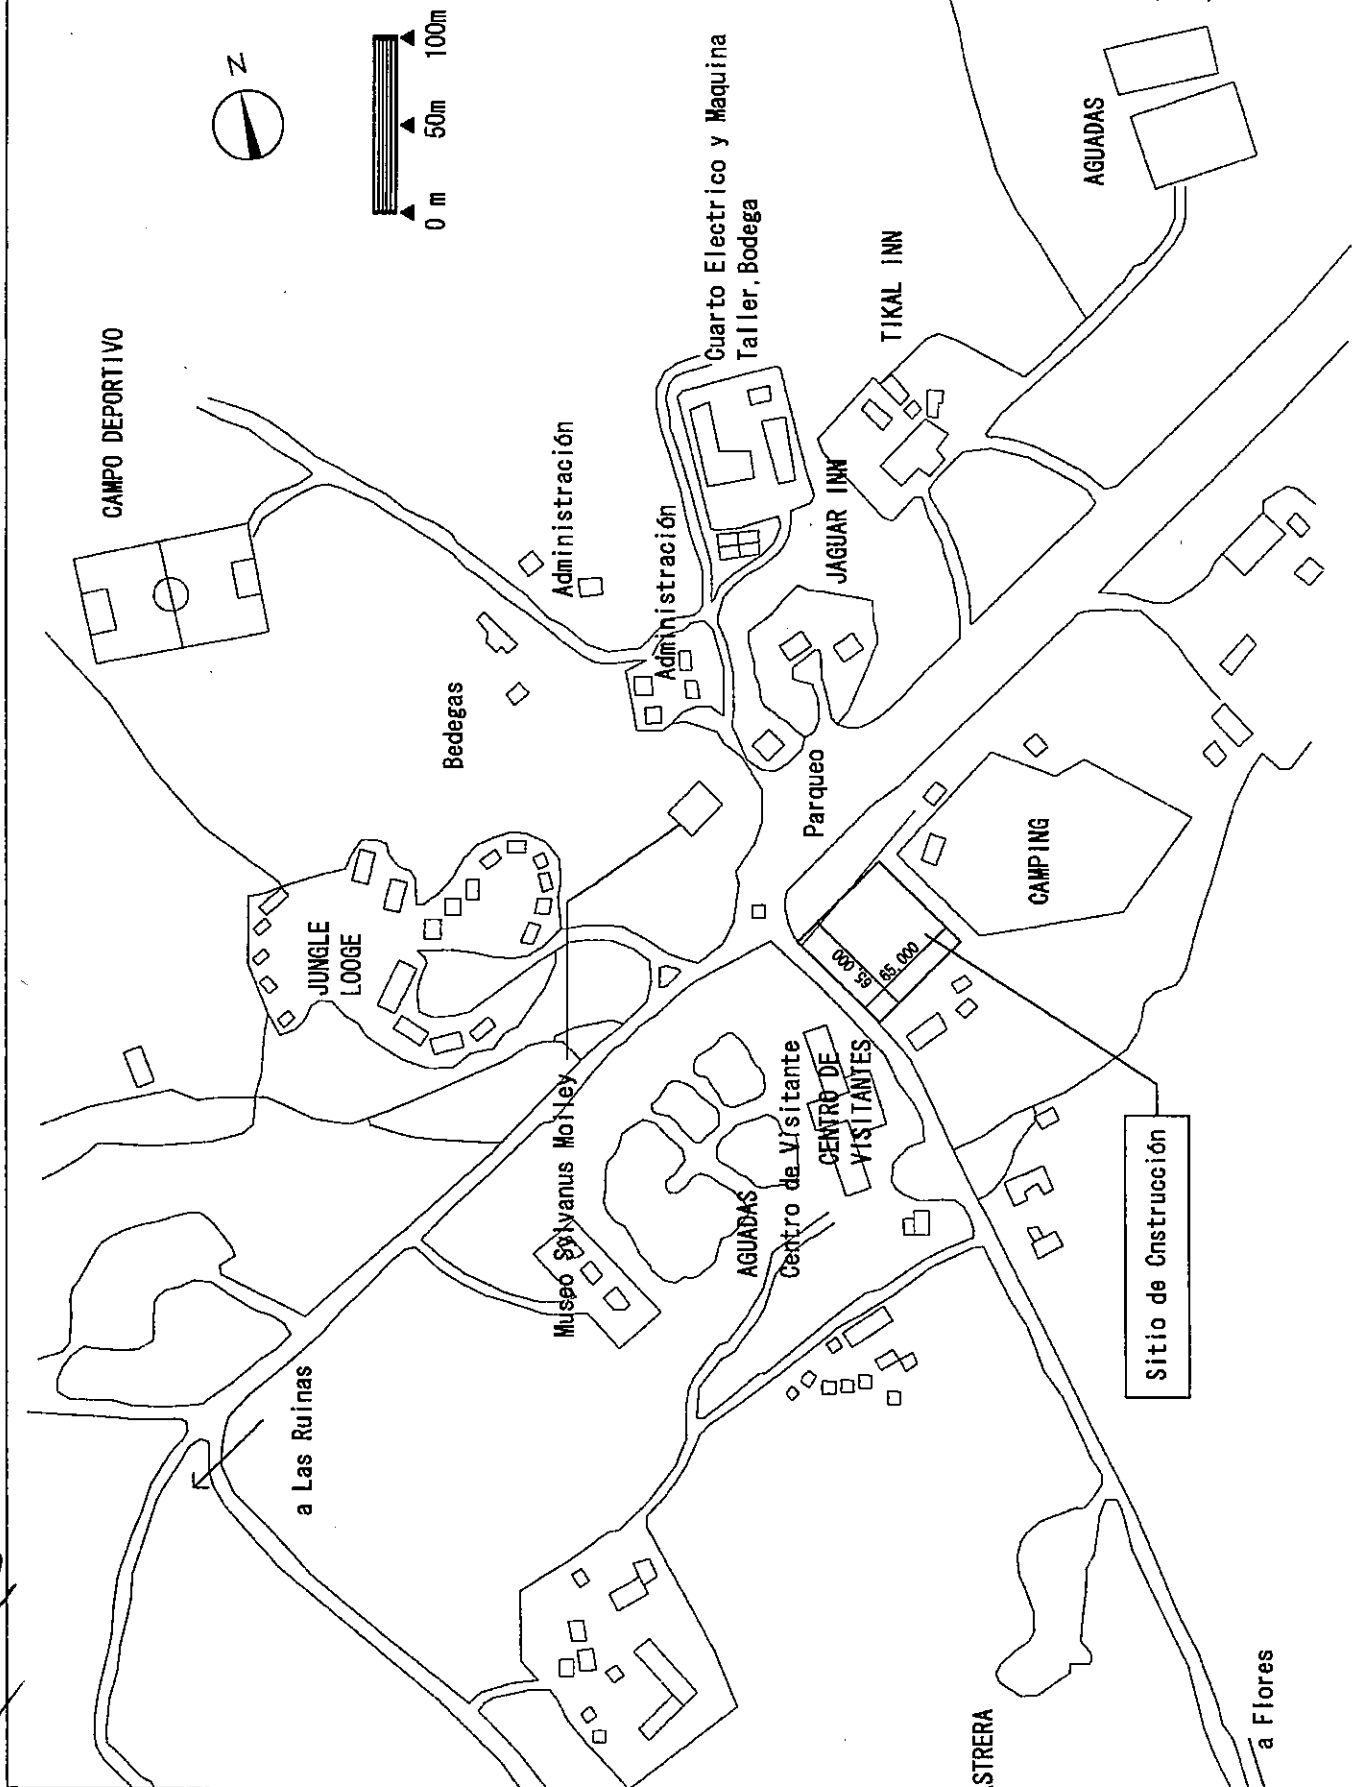 N
0 m 50m 100m
CAMPO DEPORTIVO
AGUADAS
Cuarto Electrico y Maquina
Taller, Bodega
TIKAL INN
Administración
Administración
JAGUAR INN
Bedegas
Parqueo
JUNGLE
LOOGE
CAMPING
65,000
65,000
Museo Sylvanus Molley
AGUADAS
Centro de Visitante
CENTRO DE
VISITANTES
Sitio de Cnstrucción
a Las Ruinas
a Flores